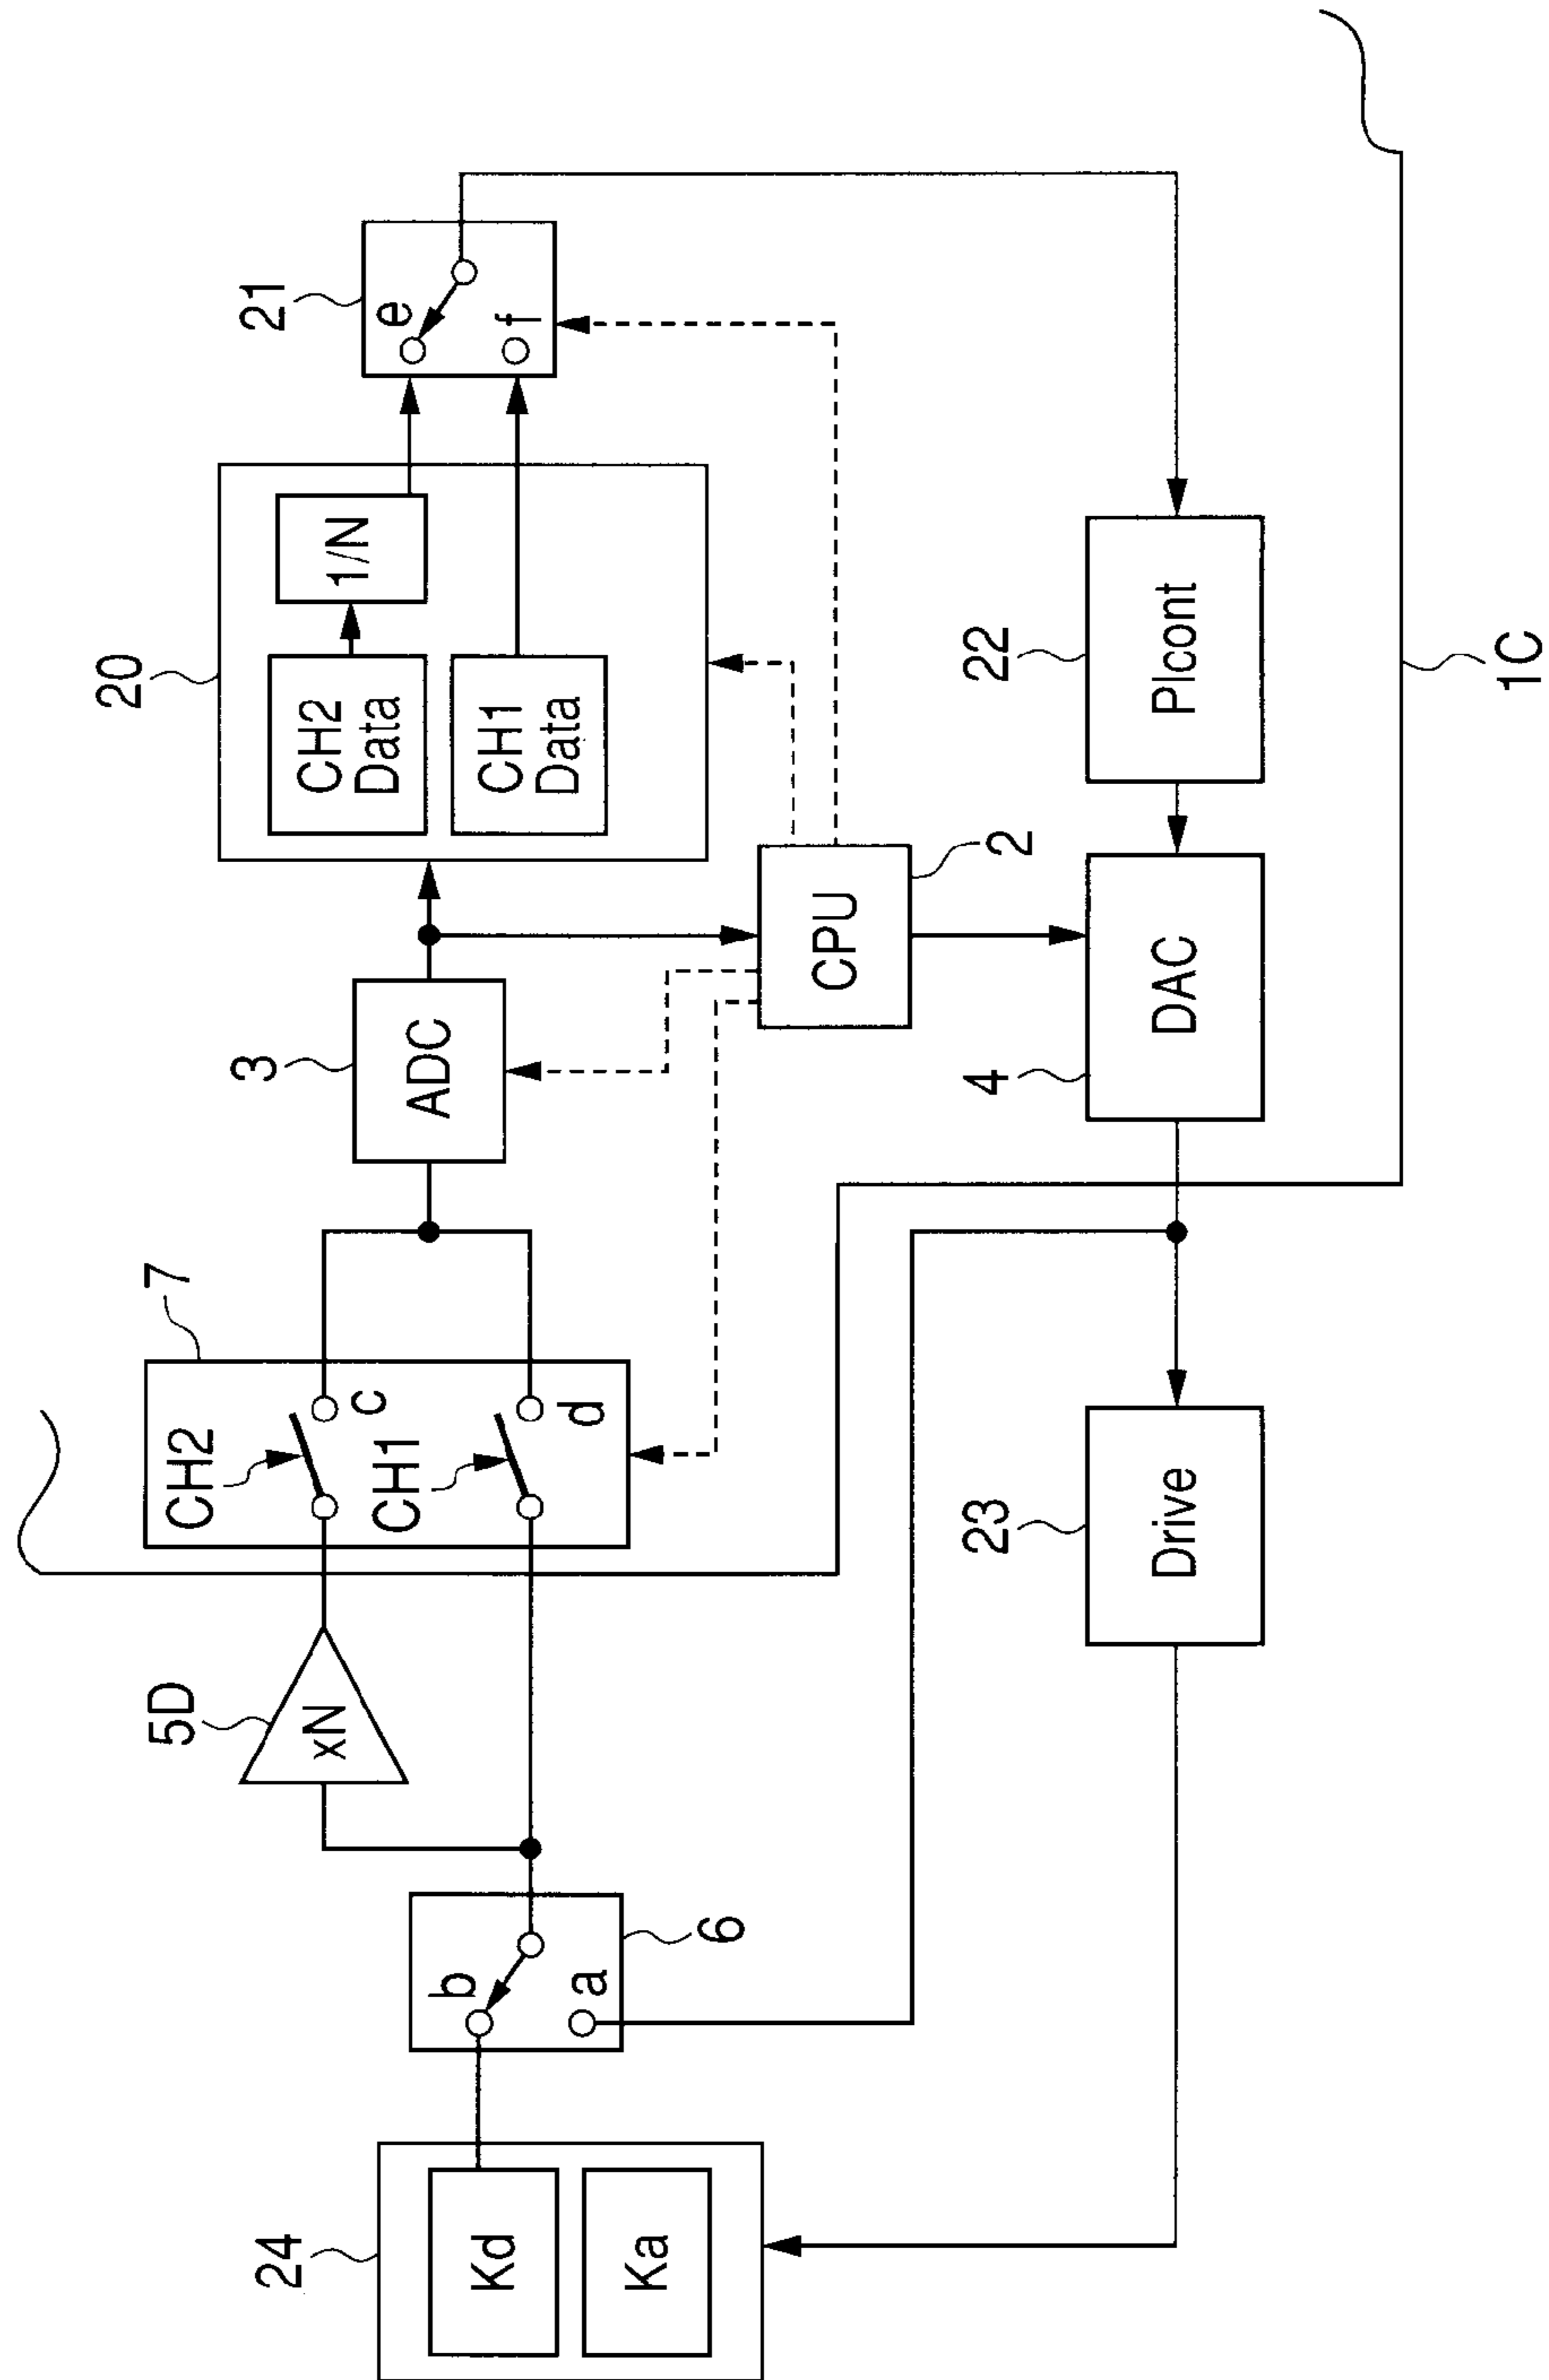 24
Kd
Ka
b
a
6
5D
xN
7
CH2
c
CH1
d
3
ADC
20
CH2
Data
1/N
CH1
Data
21
e
f
CPU
2
23
Drive
4
DAC
22
PIcont
1C